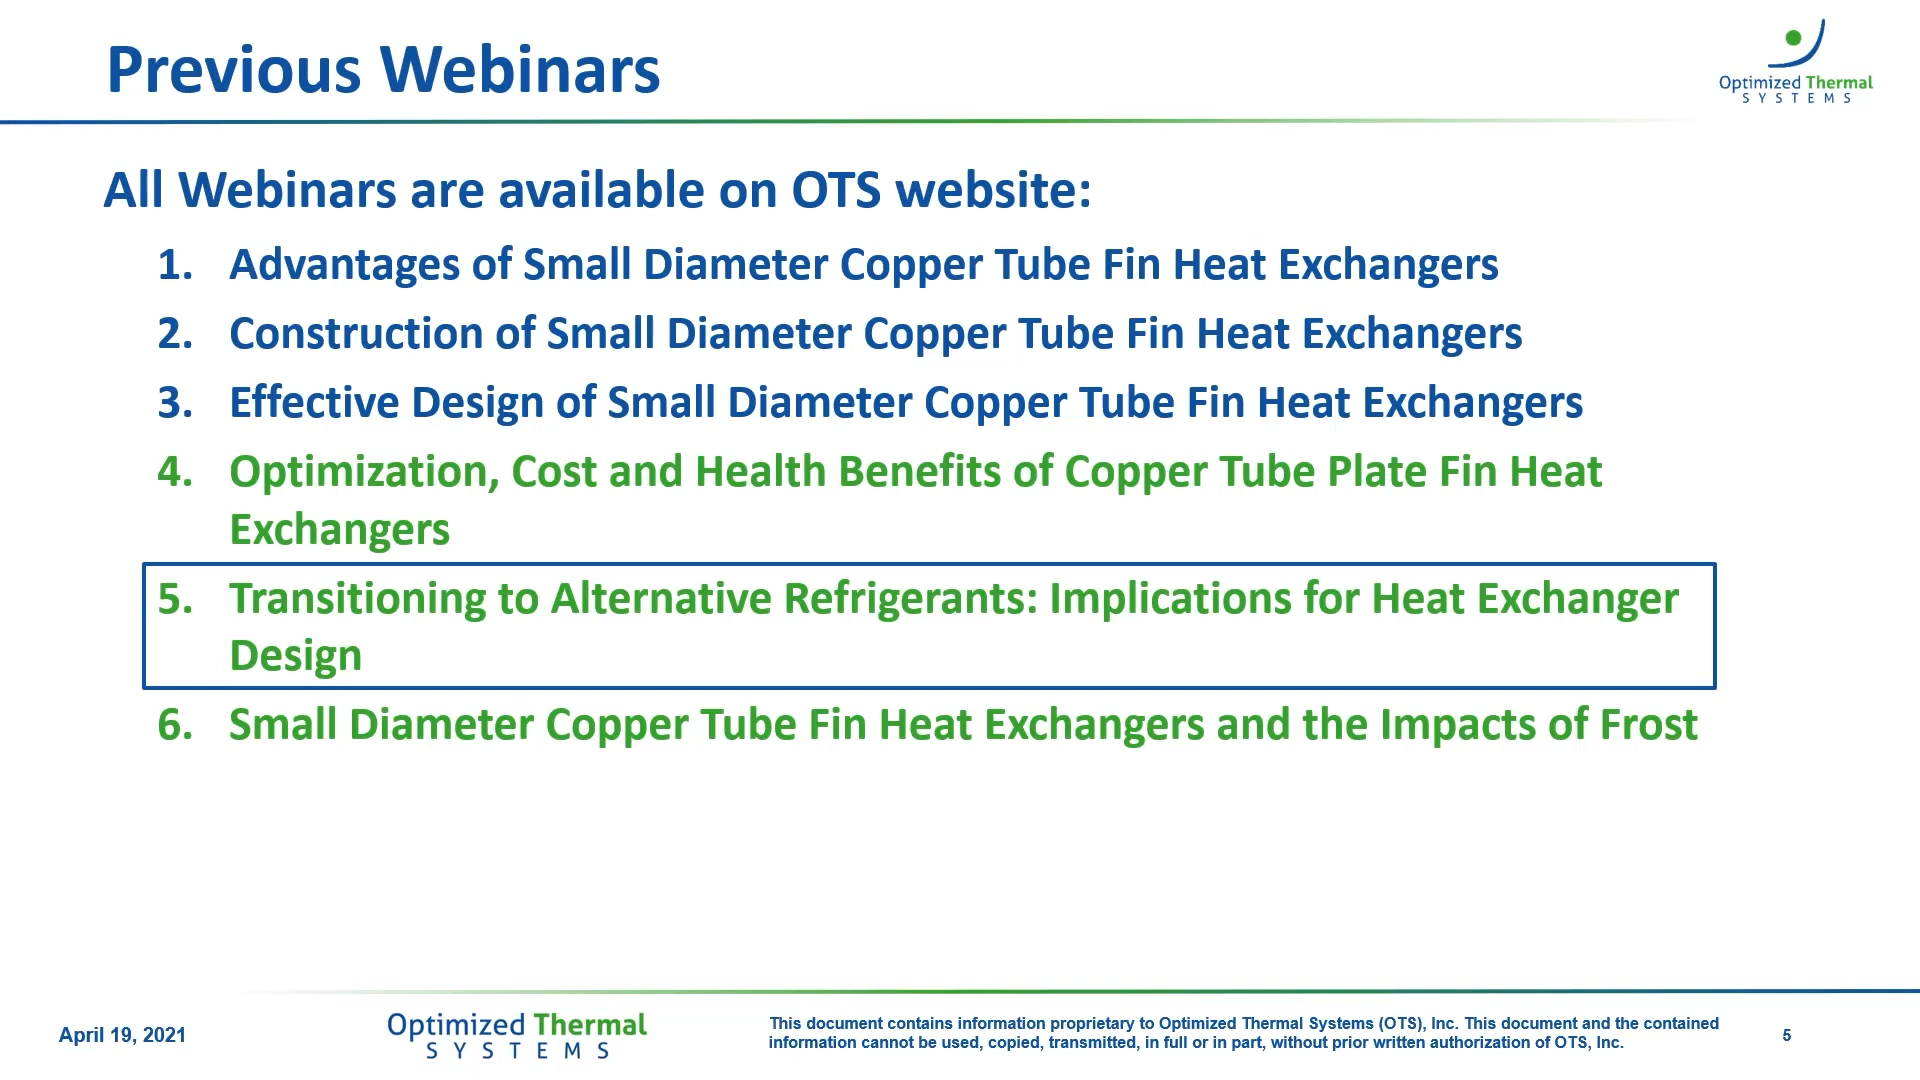 Previous Webinars
Optimized Thermal
SYSTEMS
All Webinars are available on OTS website:
1. Advantages of Small Diameter Copper Tube Fin Heat Exchangers
2. Construction of Small Diameter Copper Tube Fin Heat Exchangers
3. Effective Design of Small Diameter Copper Tube Fin Heat Exchangers
4. Optimization, Cost and Health Benefits of Copper Tube Plate Fin Heat
Exchangers
5. Transitioning to Alternative Refrigerants: Implications for Heat Exchanger
Design
6. Small Diameter Copper Tube Fin Heat Exchangers and the Impacts of Frost
April 19, 2021
Optimized Thermal
SYSTEMS
This document contains information proprietary to Optimized Thermal Systems (OTS), Inc. This document and the contained
information cannot be used, copied, transmitted, in full or in part, without prior written authorization of OTS, Inc.
5